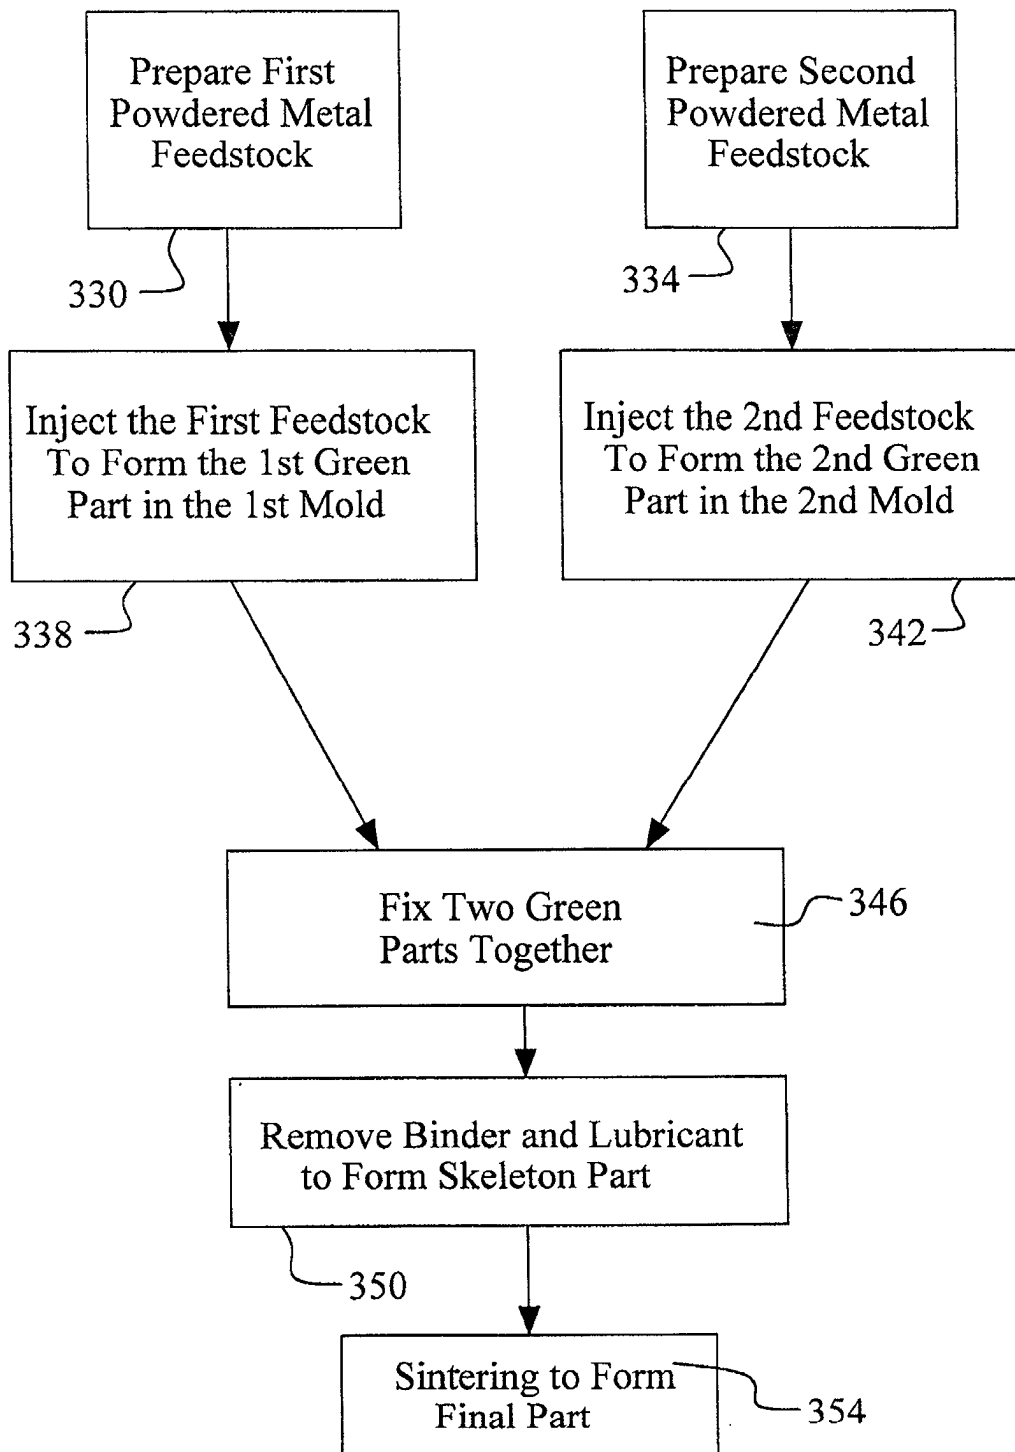 Prepare First
Powdered Metal
Feedstock
330
Prepare Second
Powdered Metal
Feedstock
334
Inject the First Feedstock
To Form the 1st Green
Part in the 1st Mold
338
Inject the 2nd Feedstock
To Form the 2nd Green
Part in the 2nd Mold
342
Fix Two Green
Parts Together
346
Remove Binder and Lubricant
to Form Skeleton Part
350
Sintering to Form
Final Part
354